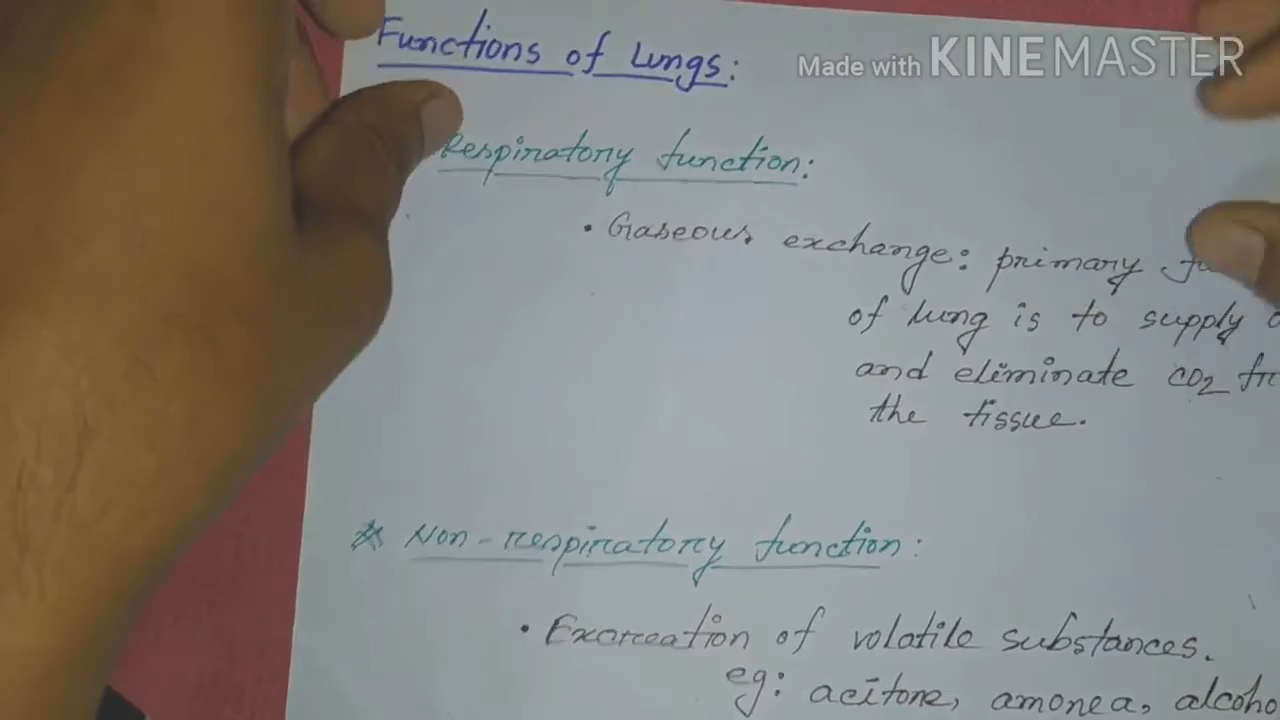 Functions of Lungs:
Made with KINEMASTER
Respiratory function:
• Gaseous exchange: primary
of lung is to supply
and eliminate CO2
the tissue.
* Non-respiratory function:
• Excreation of volatile substances.
eg: acitone, amonea,